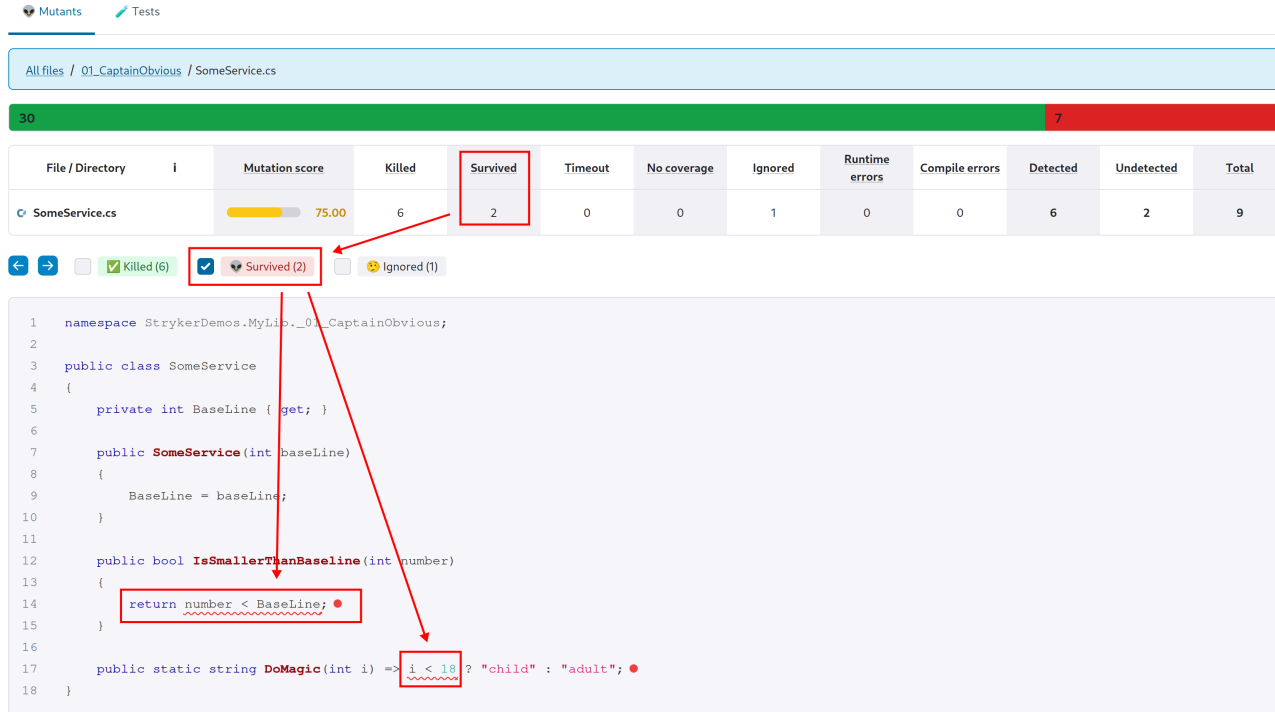 👽 Mutants 🧪 Tests
All files / 01_CaptainObvious / SomeService.cs
30 7
File / Directory i Mutation score Killed Survived Timeout No coverage Ignored Runtime errors Compile errors Detected Undetected Total
SomeService.cs 75.00 6 2 0 0 1 0 0 6 2 9
✅ Killed (6) 👽 Survived (2) 🤥 Ignored (1)
1 namespace StrykerDemos.MyLib._01_CaptainObvious;
2
3 public class SomeService
4 {
5 private int BaseLine { get; }
6
7 public SomeService(int baseLine)
8 {
9 BaseLine = baseLine;
10 }
11
12 public bool IsSmallerThanBaseline(int number)
13 {
14 return number < BaseLine;
15 }
16
17 public static string DoMagic(int i) => i < 18 ? "child" : "adult";
18 }